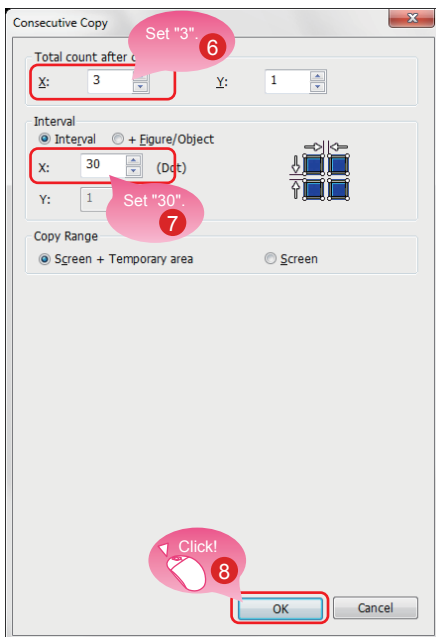 Consecutive Copy
Set "3".
6
Total count after c
X: 3 Y: 1
Interval
Interval + Figure/Object
X: 30 (Dot)
Y: 1
Set "30".
7
Copy Range
Screen + Temporary area Screen
Click!
8
OK Cancel